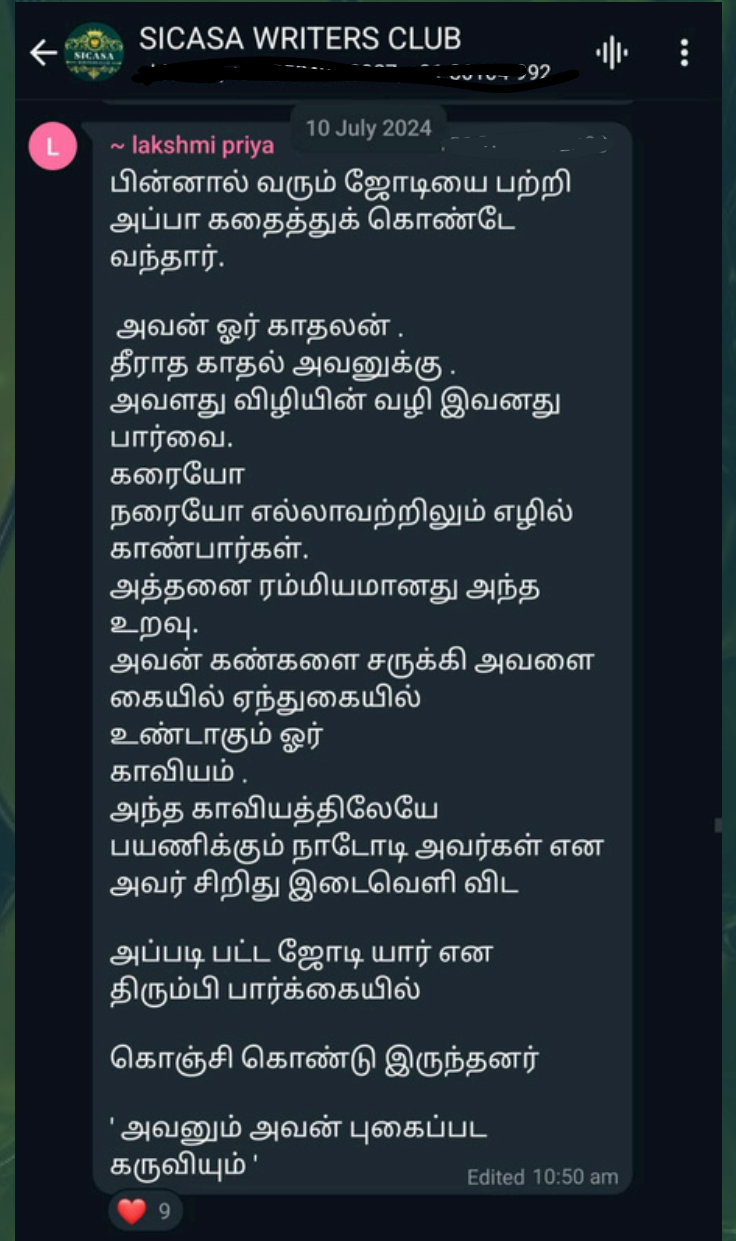 SICASA WRITERS CLUB
SICASA
992
10 July 2024
L
~ lakshmi priya
பின்னால் வரும் ஜோடியை பற்றி
அப்பா கதைத்துக் கொண்டே
வந்தார்.
அவன் ஓர் காதலன் .
தீராத காதல் அவனுக்கு .
அவளது விழியின் வழி இவனது
பார்வை.
கரையோ
நரையோ எல்லாவற்றிலும் எழில்
காண்பார்கள்.
அத்தனை ரம்மியமானது அந்த
உறவு.
அவன் கண்களை சருக்கி அவளை
கையில் ஏந்துகையில்
உண்டாகும் ஓர்
காவியம் .
அந்த காவியத்திலேயே
பயணிக்கும் நாடோடி அவர்கள் என
அவர் சிறிது இடைவெளி விட
அப்படி பட்ட ஜோடி யார் என
திரும்பி பார்க்கையில்
கொஞ்சி கொண்டு இருந்தனர்
' அவனும் அவன் புகைப்பட
கருவியும் '
Edited 10:50 am
❤️ 9